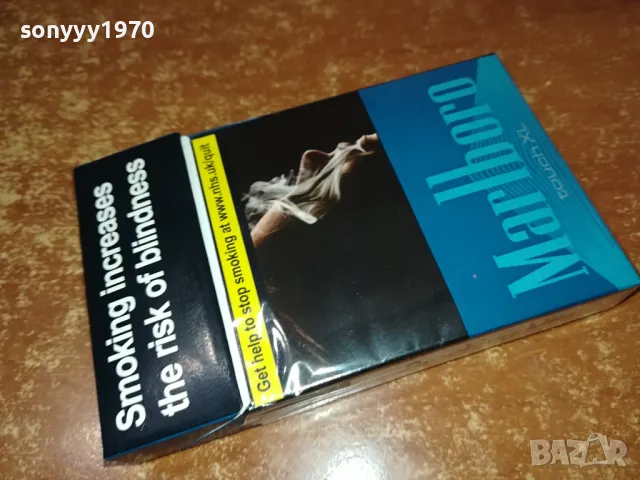 sonyyy1970
Smoking increases
the risk of blindness
Get help to stop smoking at www.nhs.uk/quit
Marlboro
touch XL
BAZAR